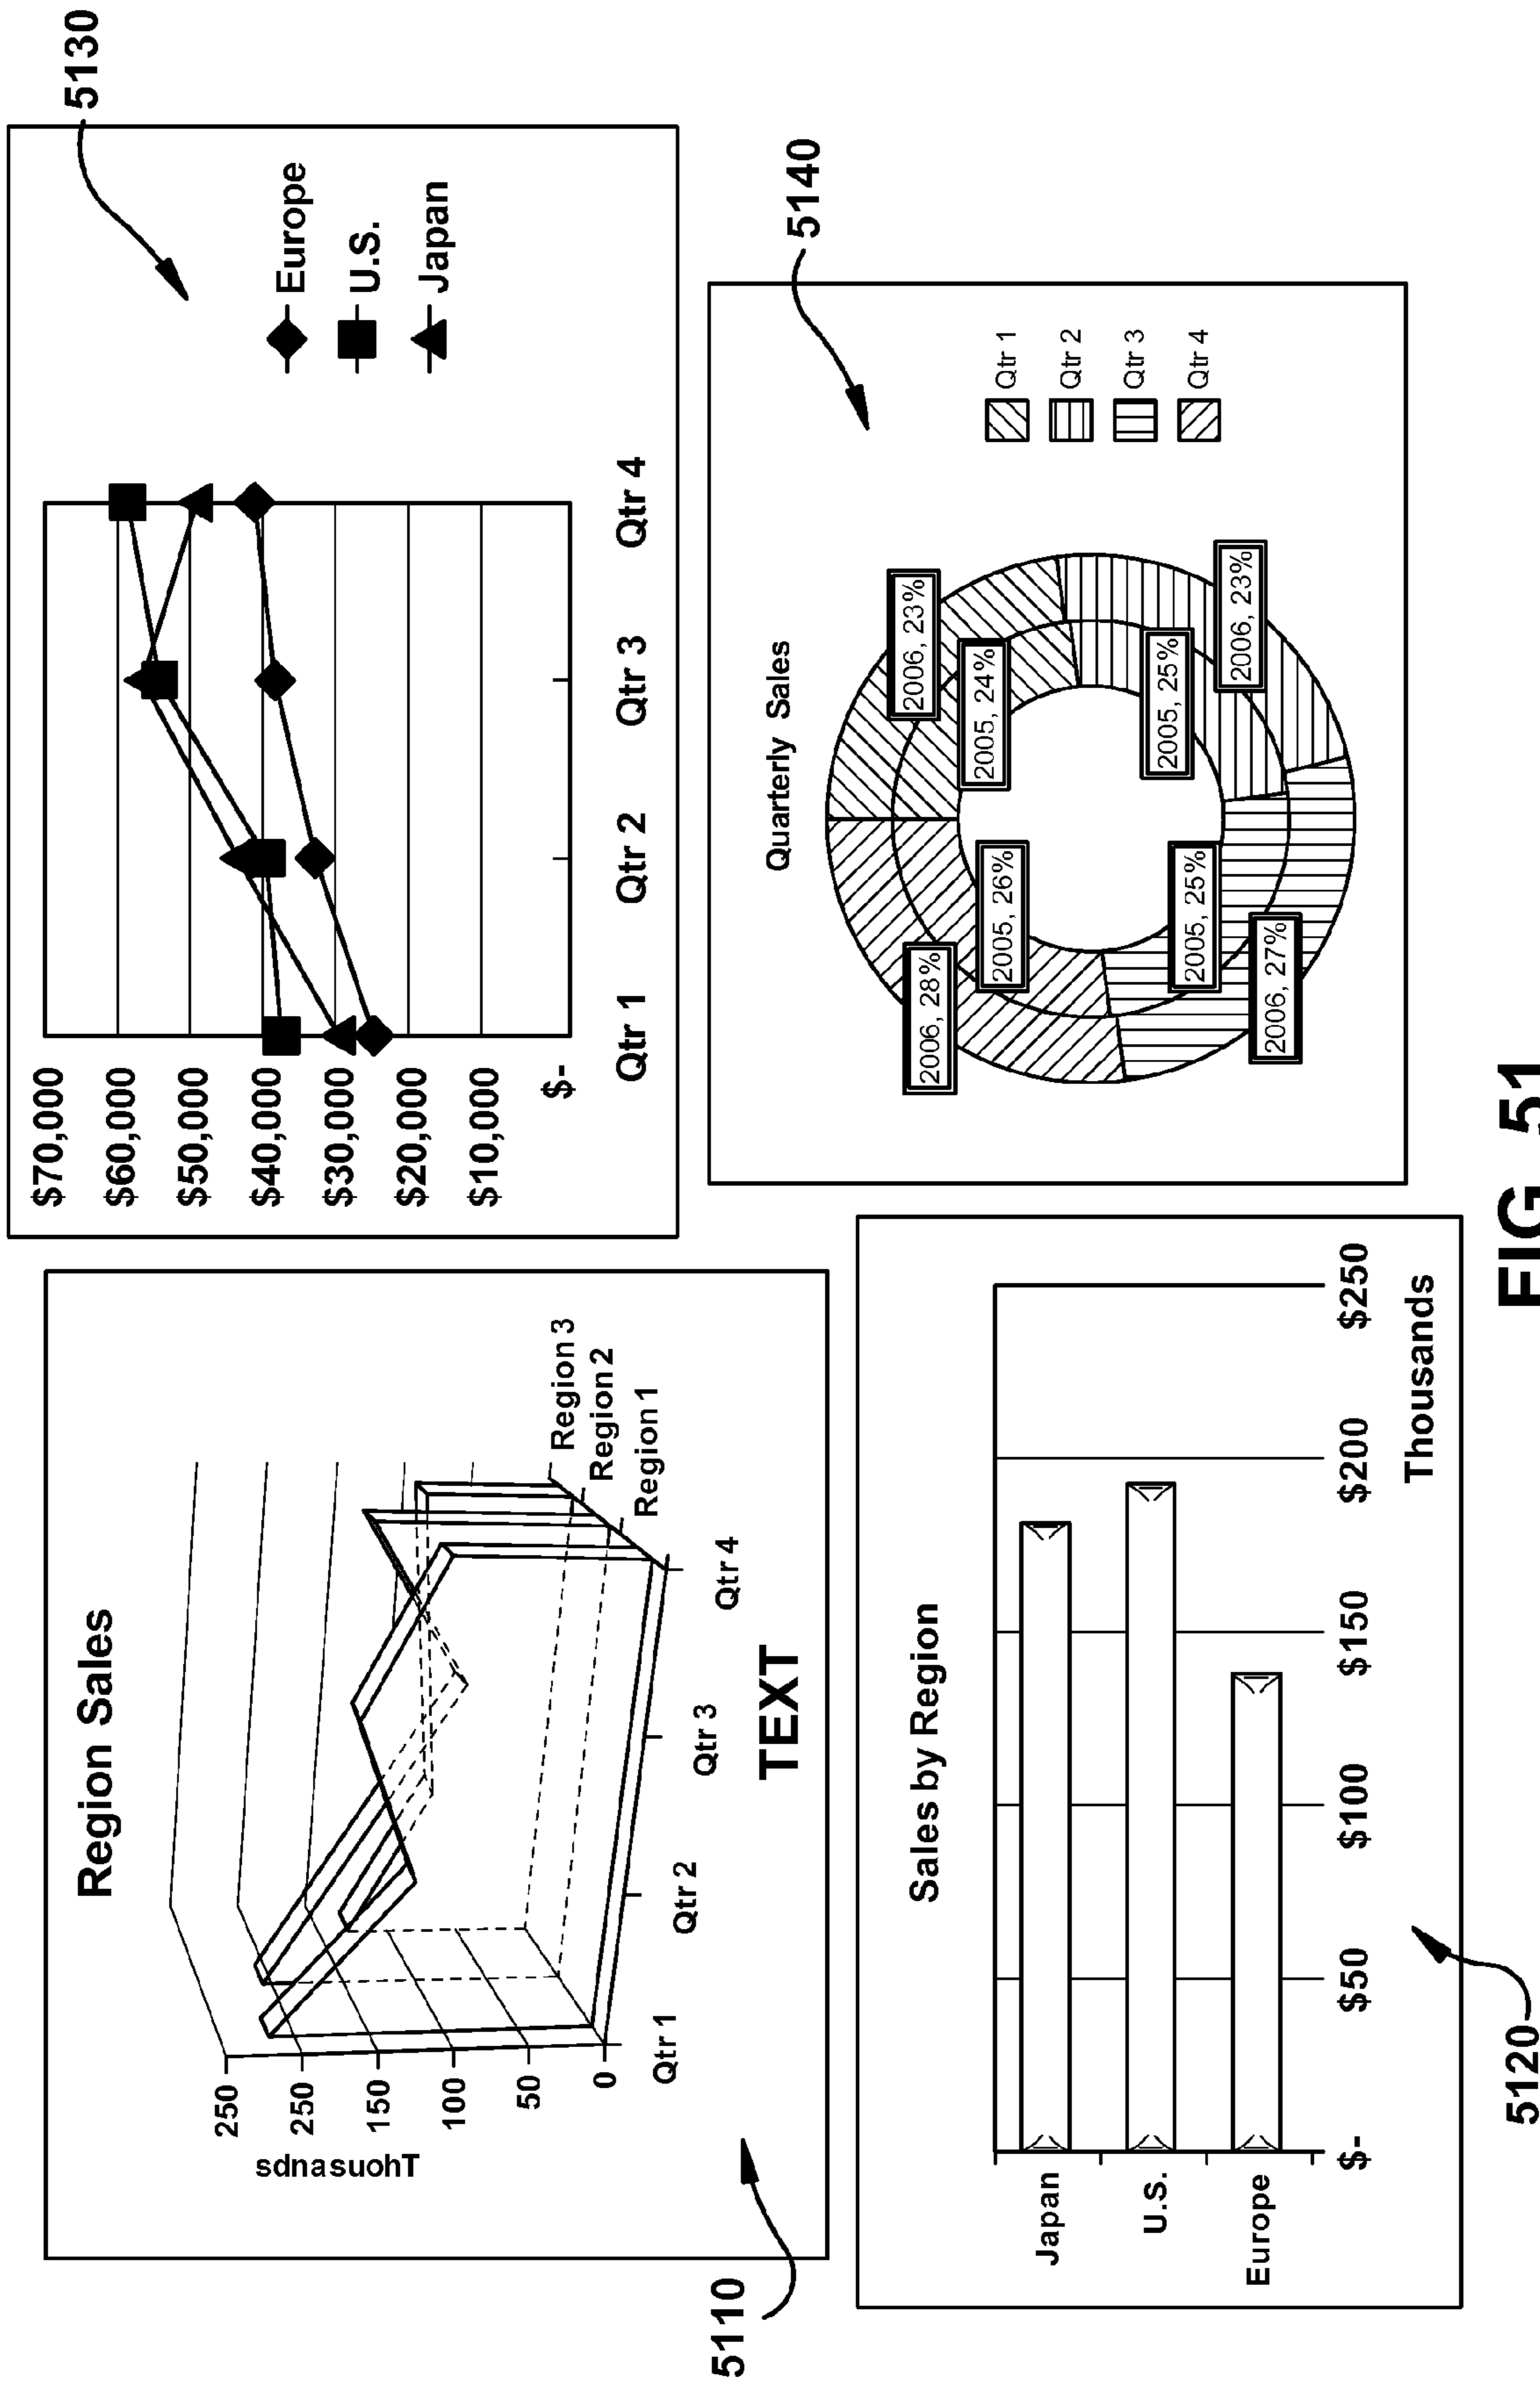 Region Sales
250
250
150
100
50
0
Thousands
Qtr 1
Qtr 2
Qtr 3
Qtr 4
Region 3
Region 2
Region 1
TEXT
5110
$70,000
$60,000
$50,000
$40,000
$30,000
$20,000
$10,000
$-
Qtr 1 Qtr 2 Qtr 3 Qtr 4
Europe
U.S.
Japan
5130
Sales by Region
Japan
U.S.
Europe
$- $50 $100 $150 $200 $250
Thousands
5120
Quarterly Sales
2006, 28%
2006, 23%
2005, 26%
2005, 24%
2005, 25%
2005, 25%
2006, 27%
2006, 23%
Qtr 1
Qtr 2
Qtr 3
Qtr 4
5140
FIG. 51